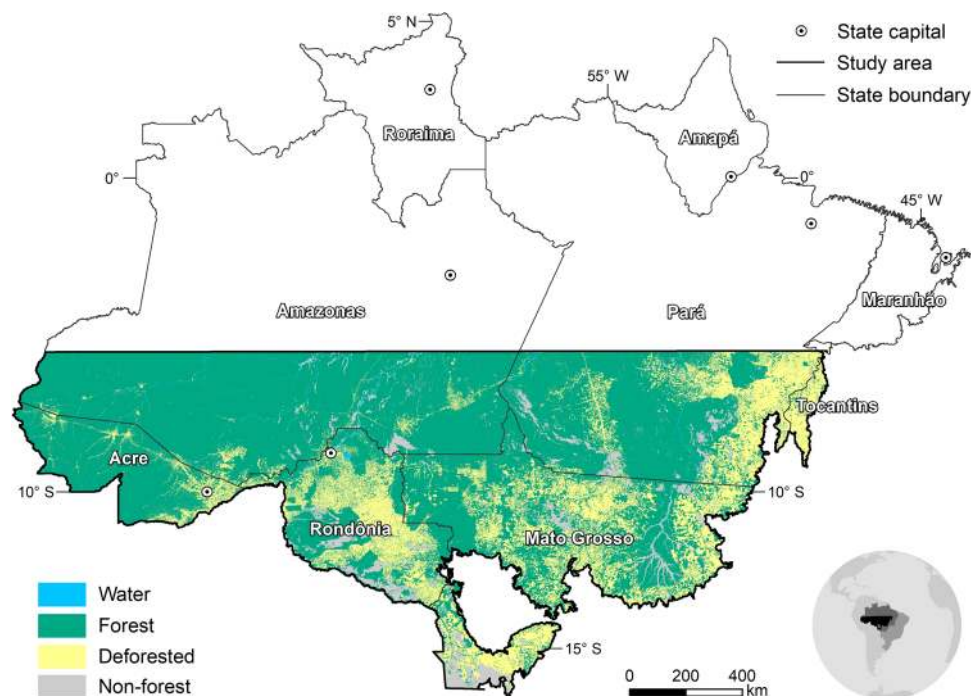 5° N
State capital
Study area
State boundary
55° W
Roraima
Amapá
0°
0°
45° W
Amazonas
Pará
Maranhão
Tocantins
Acre
10° S
10° S
Rondônia
Mato Grosso
Water
Forest
Deforested
Non-forest
15° S
0 200 400
km